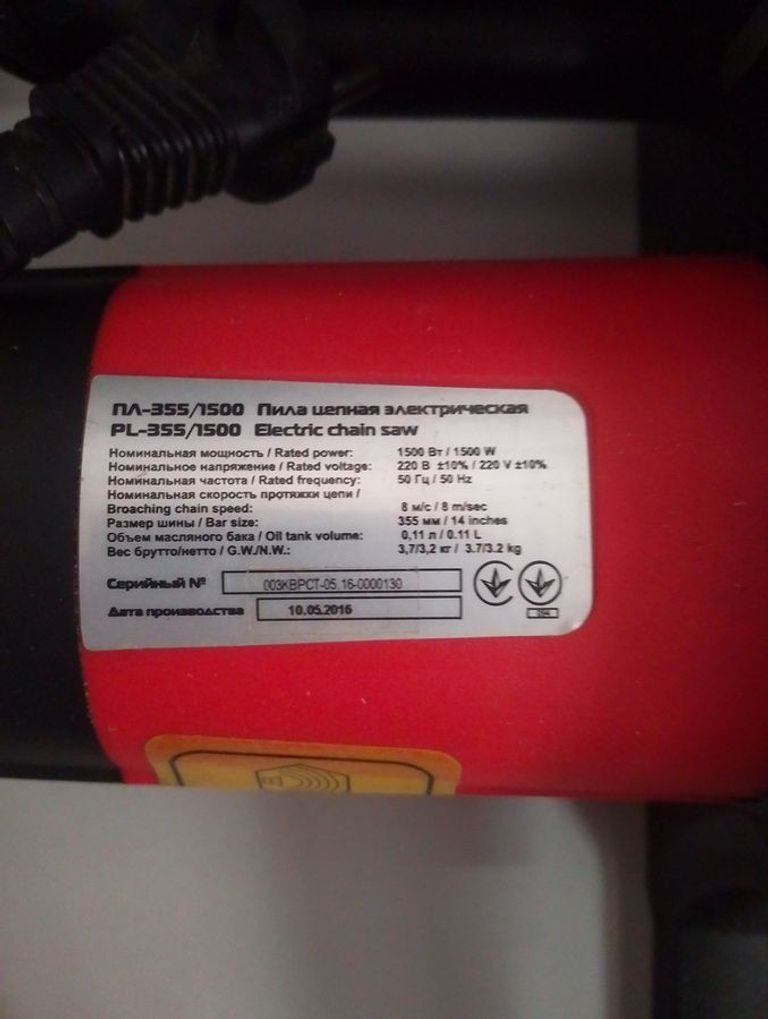 ПЛ-355/1500 Пила цепная электрическая
PL-355/1500 Electric chain saw
Номинальная мощность / Rated power: 1500 Вт / 1500 W
Номинальное напряжение / Rated voltage: 220 В ±10% / 220 V ±10%
Номинальная частота / Rated frequency: 50 Гц / 50 Hz
Номинальная скорость протяжки цепи /
Broaching chain speed: 8 м/с / 8 m/sec
Размер шины / Bar size: 355 мм / 14 inches
Объем масляного бака / Oil tank volume: 0,11 л / 0.11 L
Вес брутто/нетто / G.W./N.W.: 3,7/3,2 кг / 3.7/3.2 kg
Серийный № 003КВРСТ-05.16-0000130
Дата производства 10.05.2016